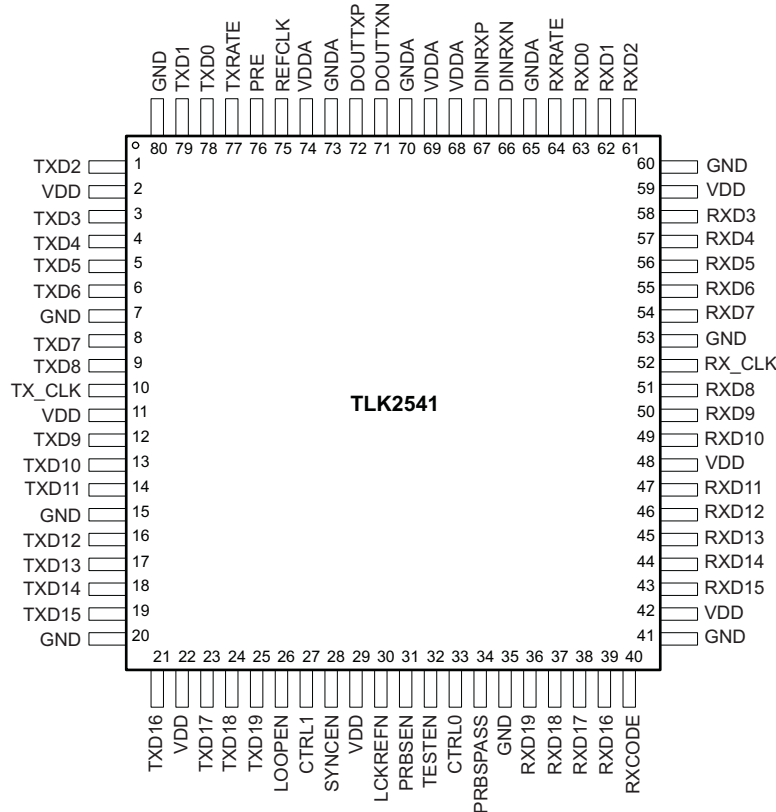 GND
TXD1
TXD0
TXRATE
PRE
REFCLK
VDDA
GNDA
DOUTTXP
DOUTTXN
GNDA
VDDA
VDDA
DINRXP
DINRXN
GNDA
RXRATE
RXD0
RXD1
RXD2
80 79 78 77 76 75 74 73 72 71 70 69 68 67 66 65 64 63 62 61
TXD2 1 60 GND
VDD 2 59 VDD
TXD3 3 58 RXD3
TXD4 4 57 RXD4
TXD5 5 56 RXD5
TXD6 6 55 RXD6
GND 7 54 RXD7
TXD7 8 53 GND
TXD8 9 52 RX_CLK
TX_CLK 10 51 RXD8
VDD 11 50 RXD9
TLK2541
TXD9 12 49 RXD10
TXD10 13 48 VDD
TXD11 14 47 RXD11
GND 15 46 RXD12
TXD12 16 45 RXD13
TXD13 17 44 RXD14
TXD14 18 43 RXD15
TXD15 19 42 VDD
GND 20 41 GND
21 22 23 24 25 26 27 28 29 30 31 32 33 34 35 36 37 38 39 40
TXD16
VDD
TXD17
TXD18
TXD19
LOOPEN
CTRL1
SYNCEN
VDD
LCKREFN
PRBSEN
TESTEN
CTRL0
PRBSPASS
GND
RXD19
RXD18
RXD17
RXD16
RXCODE